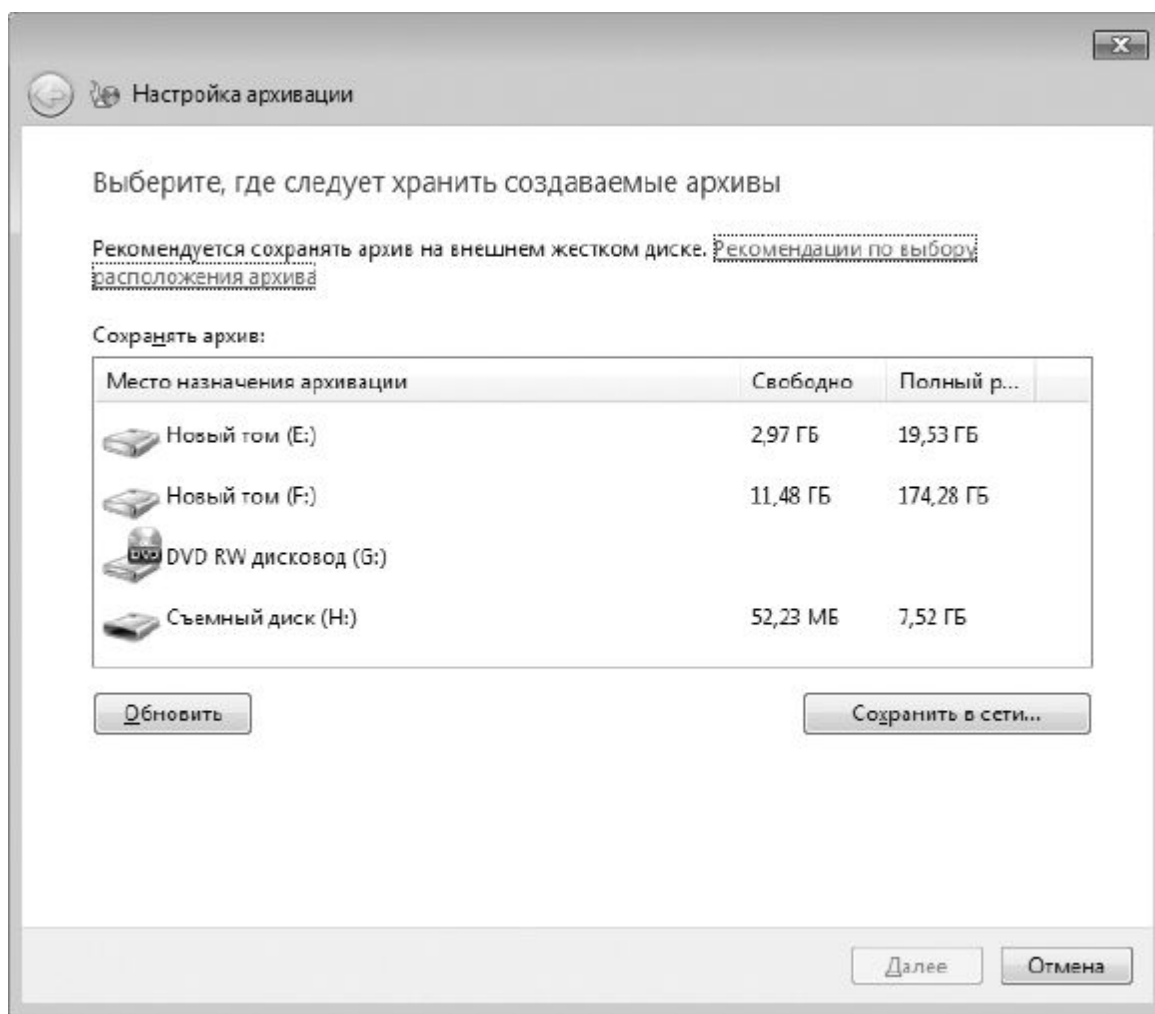 Настройка архивации
Выберите, где следует хранить создаваемые архивы
Рекомендуется сохранять архив на внешнем жестком диске. Рекомендации по выбору
расположения архива
Сохранять архив:
Место назначения архивации Свободно Полный р...
Новый том (E:) 2,97 ГБ 19,53 ГБ
Новый том (F:) 11,48 ГБ 174,28 ГБ
DVD RW дисковод (G:)
Съемный диск (H:) 52,23 МБ 7,52 ГБ
Обновить Сохранить в сети...
Далее Отмена